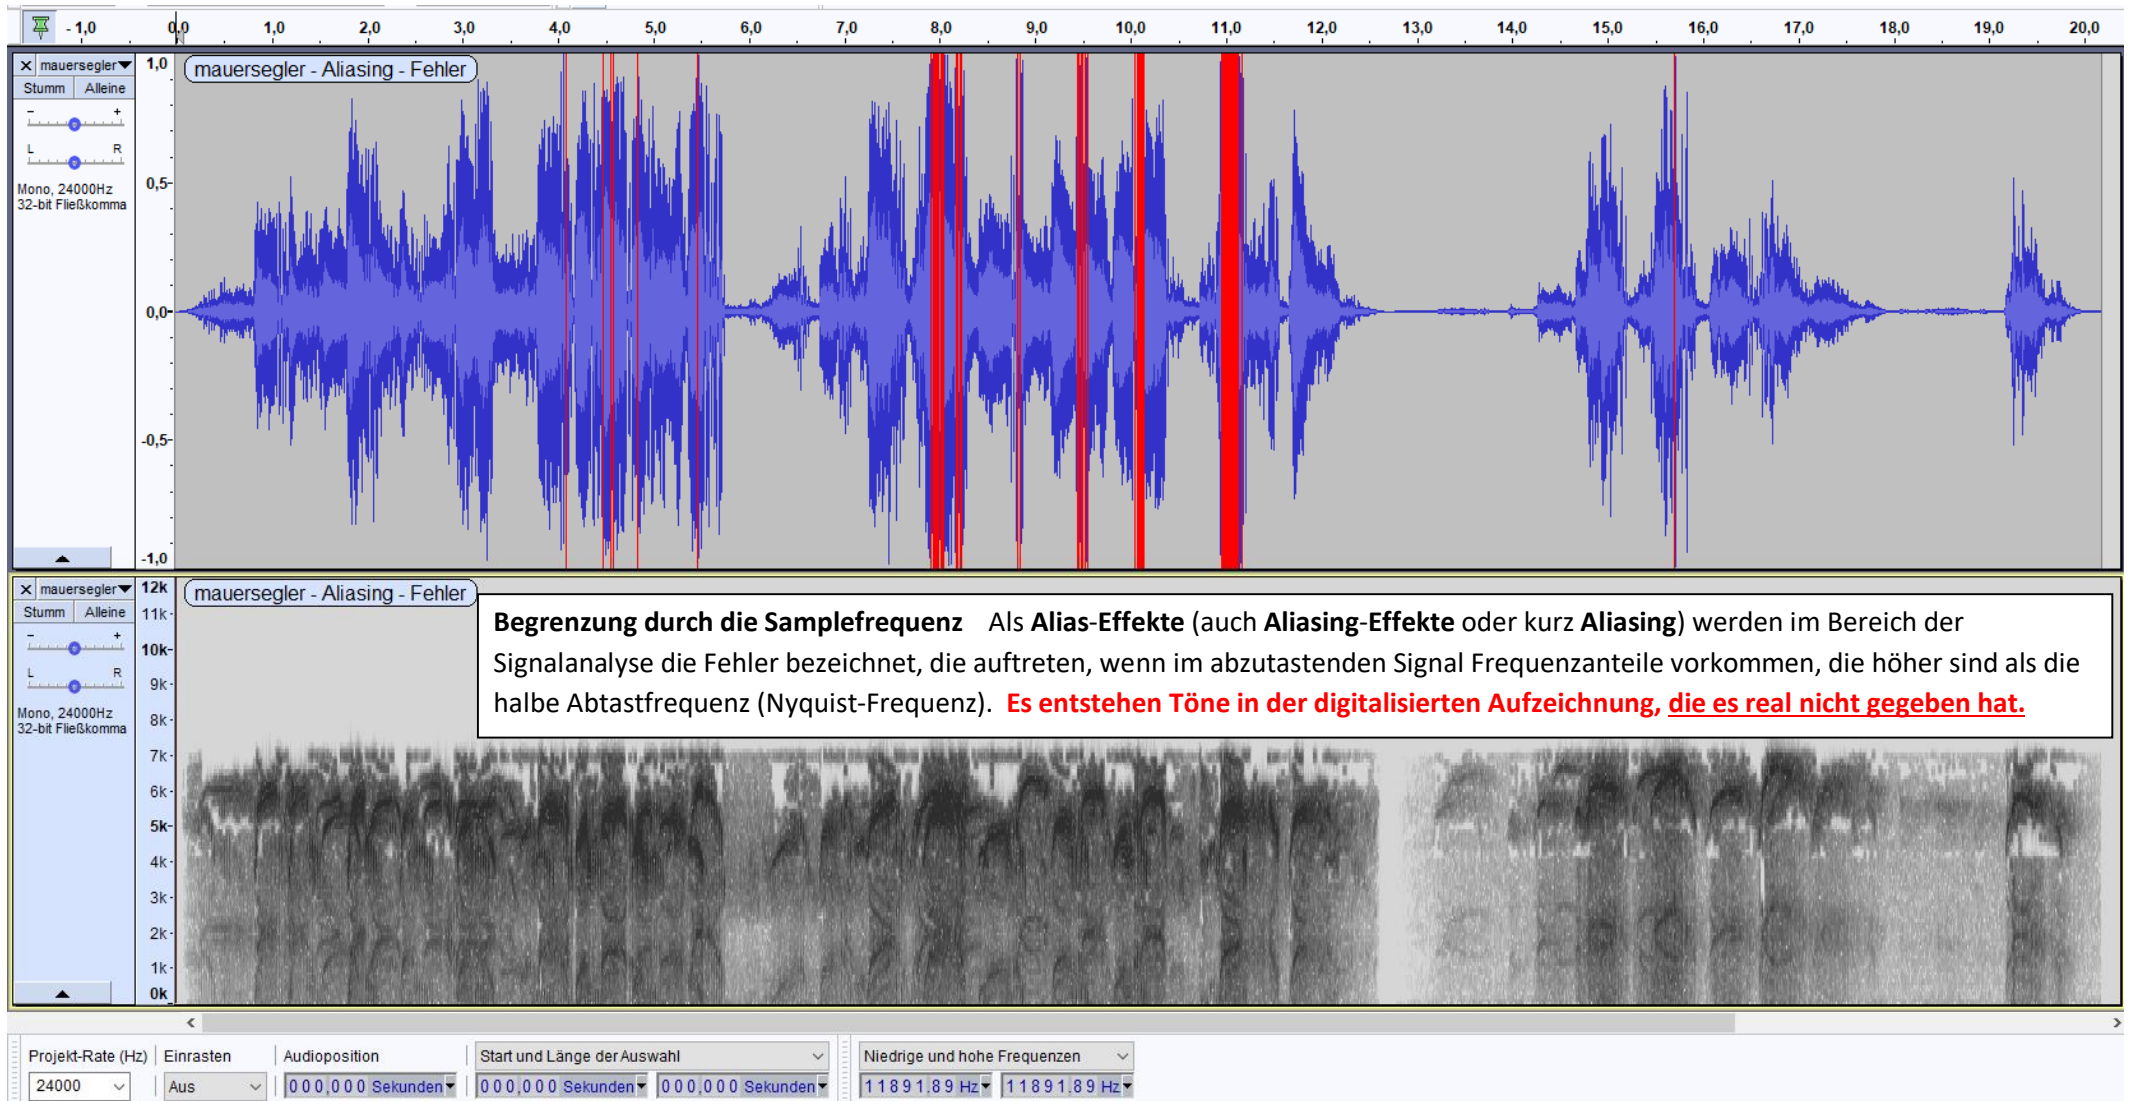 - 1,0 0,0 1,0 2,0 3,0 4,0 5,0 6,0 7,0 8,0 9,0 10,0 11,0 12,0 13,0 14,0 15,0 16,0 17,0 18,0 19,0 20,0
X mauersegler▼ 1,0 mauersegler - Aliasing - Fehler
Stumm Alleine
- +
L R
Mono, 24000Hz 0,5-
32-bit Fließkomma
0,0-
-0,5-
-1,0
X mauersegler▼ 12k mauersegler - Aliasing - Fehler
Stumm Alleine 11k-
- + 10k-
L R 9k-
Mono, 24000Hz 8k-
32-bit Fließkomma
Begrenzung durch die Samplefrequenz Als Alias-Effekte (auch Aliasing-Effekte oder kurz Aliasing) werden im Bereich der
Signalanalyse die Fehler bezeichnet, die auftreten, wenn im abzutastenden Signal Frequenzanteile vorkommen, die höher sind als die
halbe Abtastfrequenz (Nyquist-Frequenz). Es entstehen Töne in der digitalisierten Aufzeichnung, die es real nicht gegeben hat.
7k-
6k-
5k-
4k-
3k-
2k-
1k-
0k
Projekt-Rate (Hz) Einrasten Audioposition Start und Länge der Auswahl Niedrige und hohe Frequenzen
24000 Aus 000,000 Sekunden 000,000 Sekunden 000,000 Sekunden 11891.89 Hz 11891.89 Hz